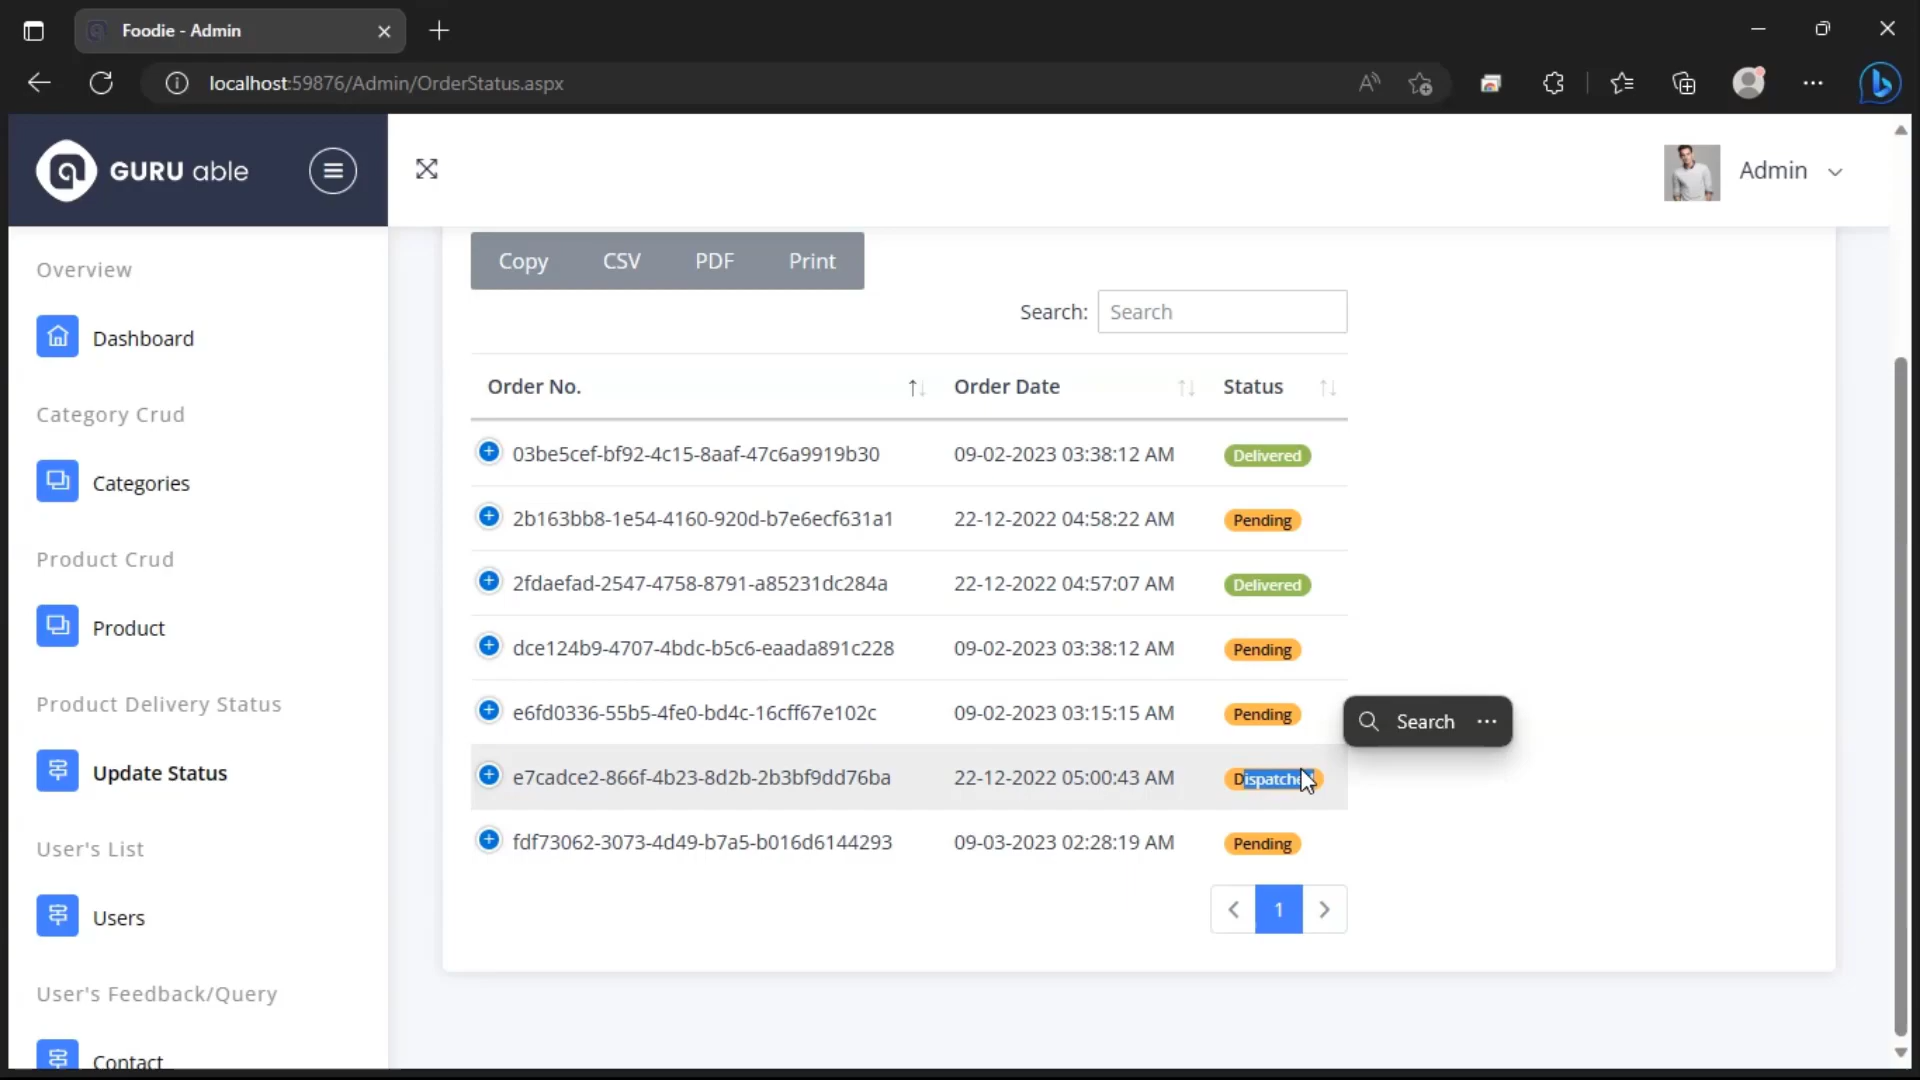 Foodie - Admin
localhost:59876/Admin/OrderStatus.aspx
GURU able
Admin
Overview
Dashboard
Category Crud
Categories
Product Crud
Product
Product Delivery Status
Update Status
User's List
Users
User's Feedback/Query
Contact
Copy CSV PDF Print
Search: Search
Order No. Order Date Status
03be5cef-bf92-4c15-8aaf-47c6a9919b30 09-02-2023 03:38:12 AM Delivered
2b163bb8-1e54-4160-920d-b7e6ecf631a1 22-12-2022 04:58:22 AM Pending
2fdaefad-2547-4758-8791-a85231dc284a 22-12-2022 04:57:07 AM Delivered
dce124b9-4707-4bdc-b5c6-eaada891c228 09-02-2023 03:38:12 AM Pending
e6fd0336-55b5-4fe0-bd4c-16cff67e102c 09-02-2023 03:15:15 AM Pending
Search
e7cadce2-866f-4b23-8d2b-2b3bf9dd76ba 22-12-2022 05:00:43 AM Dispatched
fdf73062-3073-4d49-b7a5-b016d6144293 09-03-2023 02:28:19 AM Pending
1